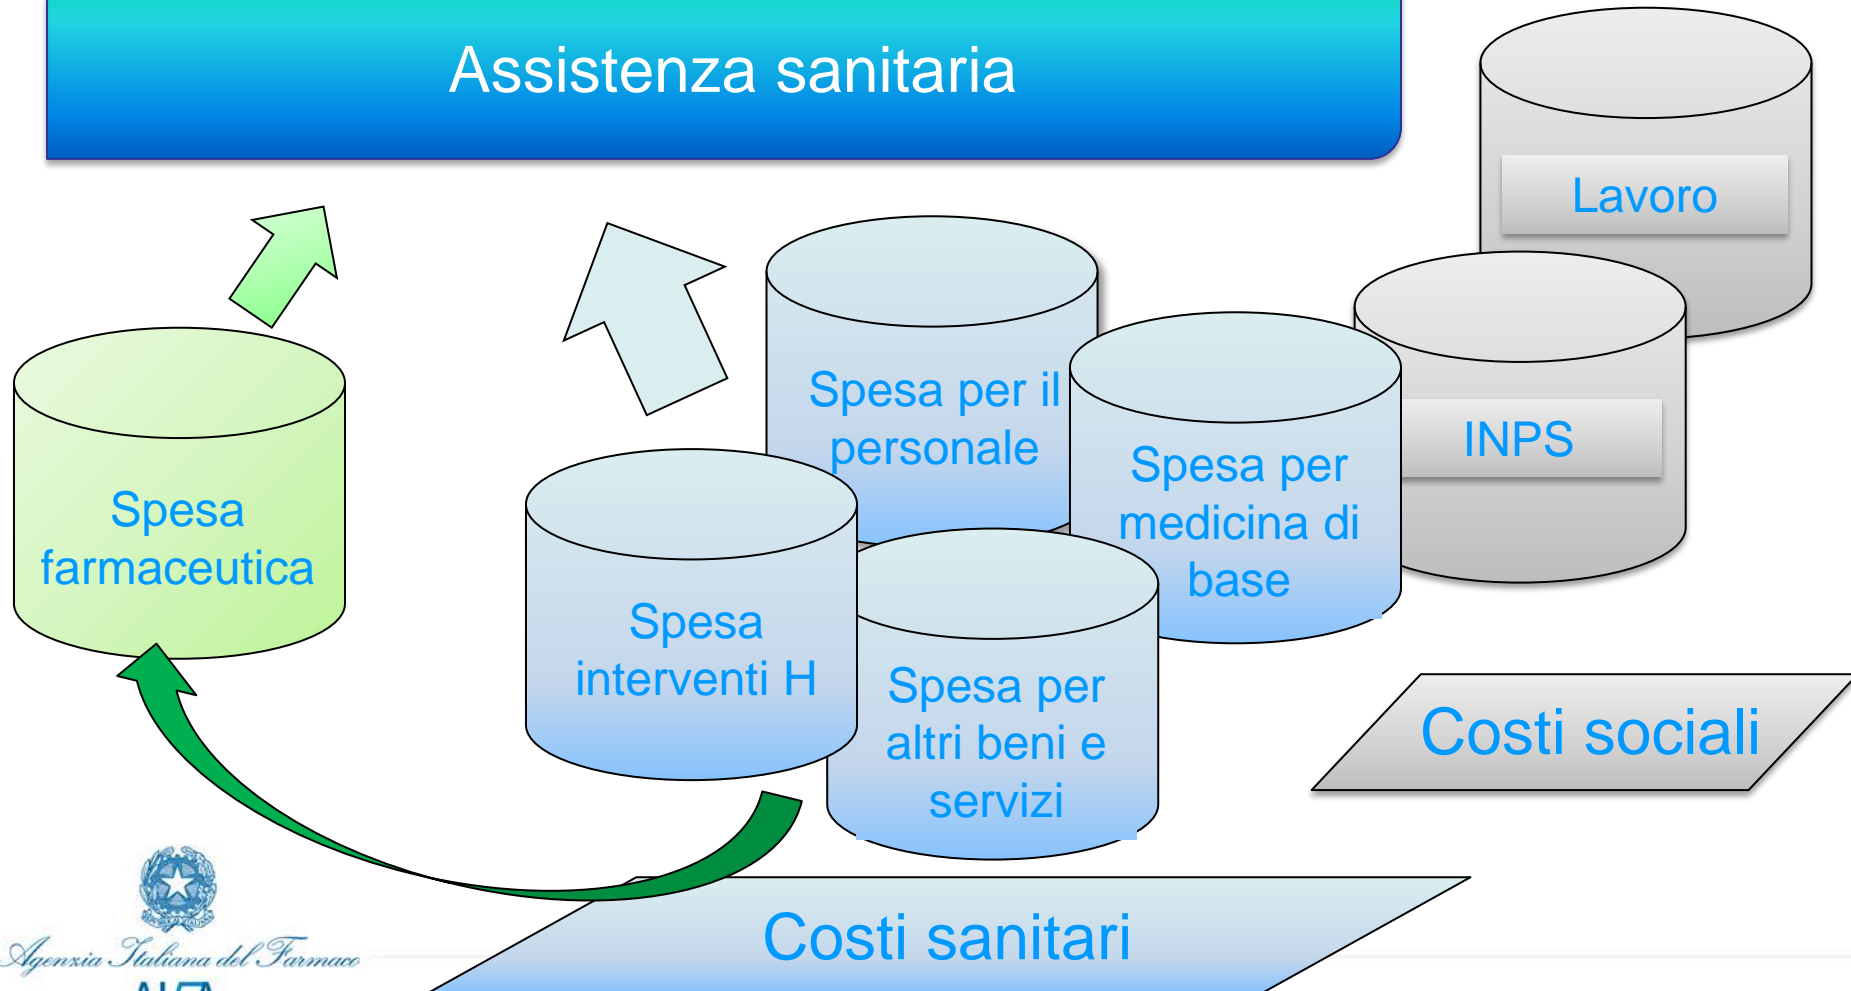 Assistenza sanitaria
Lavoro
INPS
Spesa per il
personale
Spesa per
medicina di
base
Spesa
farmaceutica
Spesa
interventi H
Spesa per
altri beni e
servizi
Costi sociali
Costi sanitari
Agenzia Italiana del Farmaco